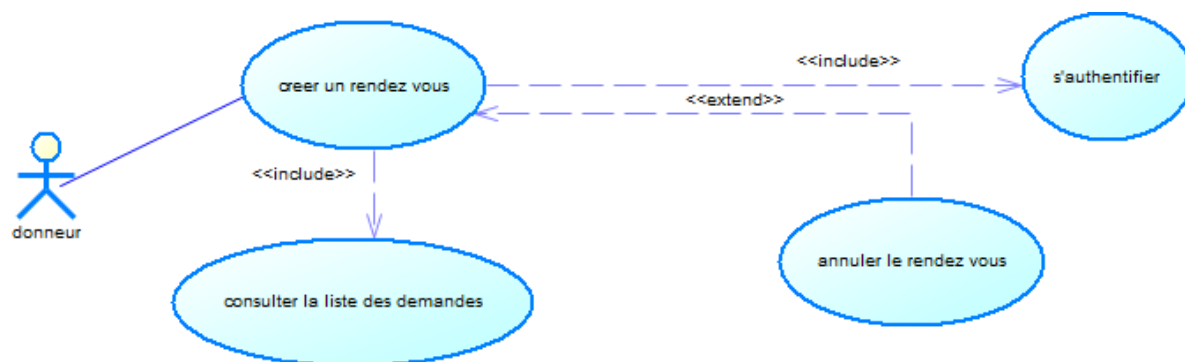 <<include>>
s'authentifier
creer un rendez vous
<<extend>>
<<include>>
donneur
annuler le rendez vous
consulter la liste des demandes